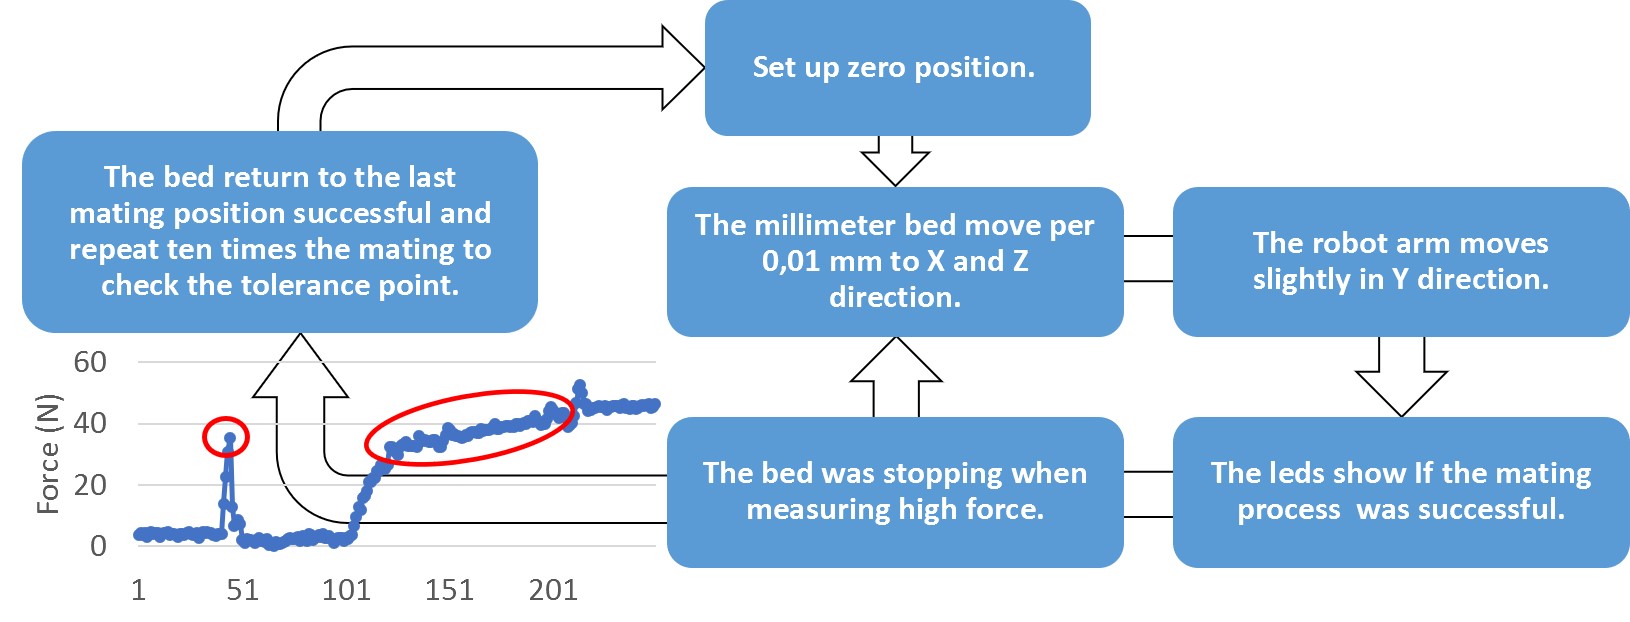 Set up zero position.
The bed return to the last
mating position successful and
repeat ten times the mating to
check the tolerance point.
The millimeter bed move per
0,01 mm to X and Z
direction.
The robot arm moves
slightly in Y direction.
The bed was stopping when
measuring high force.
The leds show If the mating
process was successful.
Force (N)
60
40
20
0
1 51 101 151 201